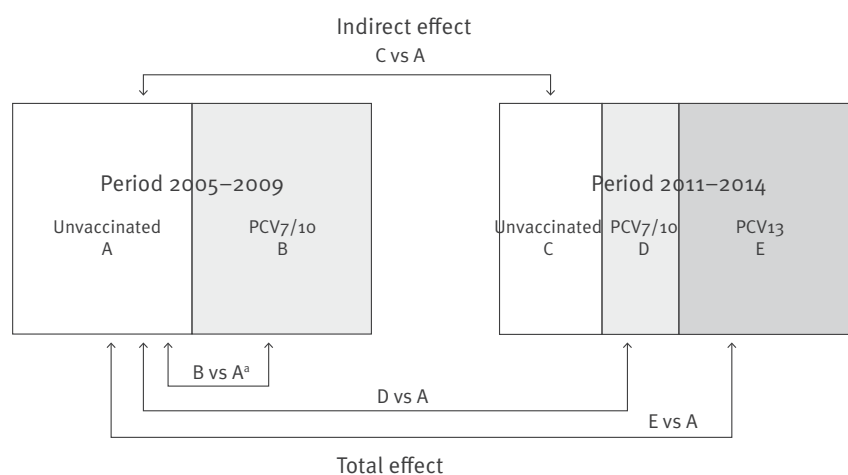 Indirect effect
C vs A
Period 2005–2009
Unvaccinated
A
PCV7/10
B
Period 2011–2014
Unvaccinated
C
PCV7/10
D
PCV13
E
B vs Aᵃ
D vs A
E vs A
Total effect